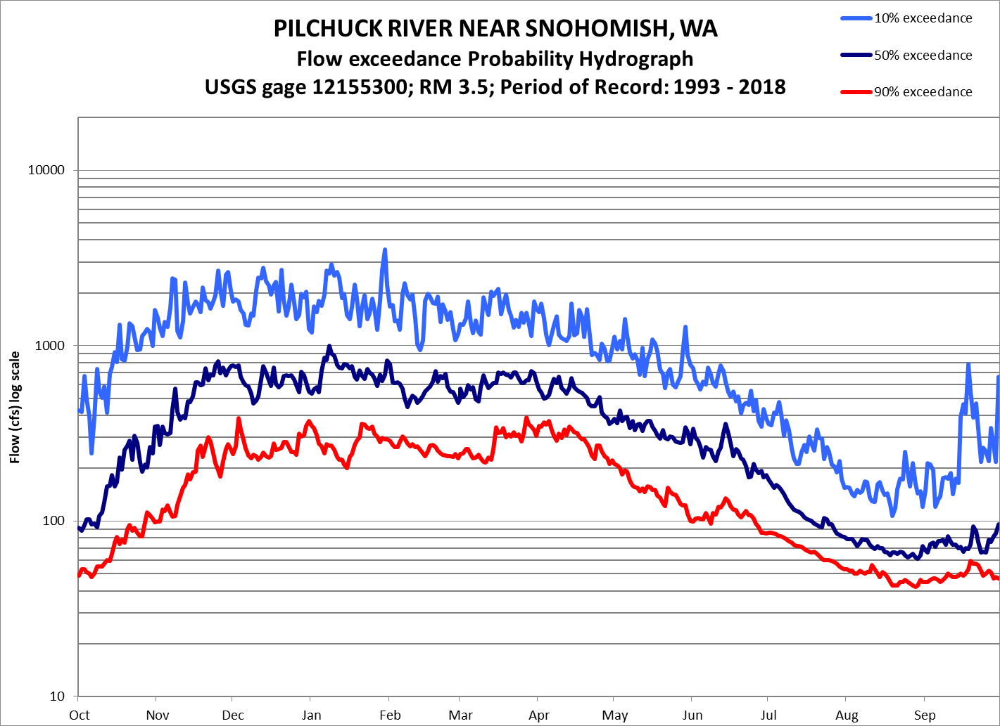 PILCHUCK RIVER NEAR SNOHOMISH, WA
Flow exceedance Probability Hydrograph
USGS gage 12155300; RM 3.5; Period of Record: 1993 - 2018
10% exceedance
50% exceedance
90% exceedance
Flow (cfs) log scale
10000
1000
100
10
Oct Nov Dec Jan Feb Mar Apr May Jun Jul Aug Sep